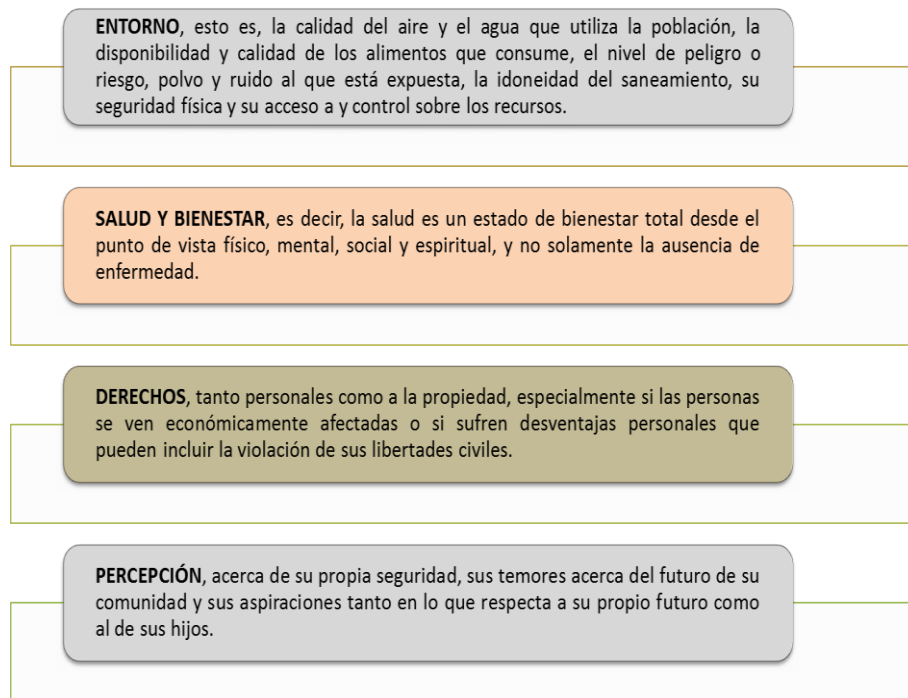 ENTORNO, esto es, la calidad del aire y el agua que utiliza la población, la
disponibilidad y calidad de los alimentos que consume, el nivel de peligro o
riesgo, polvo y ruido al que está expuesta, la idoneidad del saneamiento, su
seguridad física y su acceso a y control sobre los recursos.
SALUD Y BIENESTAR, es decir, la salud es un estado de bienestar total desde el
punto de vista físico, mental, social y espiritual, y no solamente la ausencia de
enfermedad.
DERECHOS, tanto personales como a la propiedad, especialmente si las personas
se ven económicamente afectadas o si sufren desventajas personales que
pueden incluir la violación de sus libertades civiles.
PERCEPCIÓN, acerca de su propia seguridad, sus temores acerca del futuro de su
comunidad y sus aspiraciones tanto en lo que respecta a su propio futuro como
al de sus hijos.